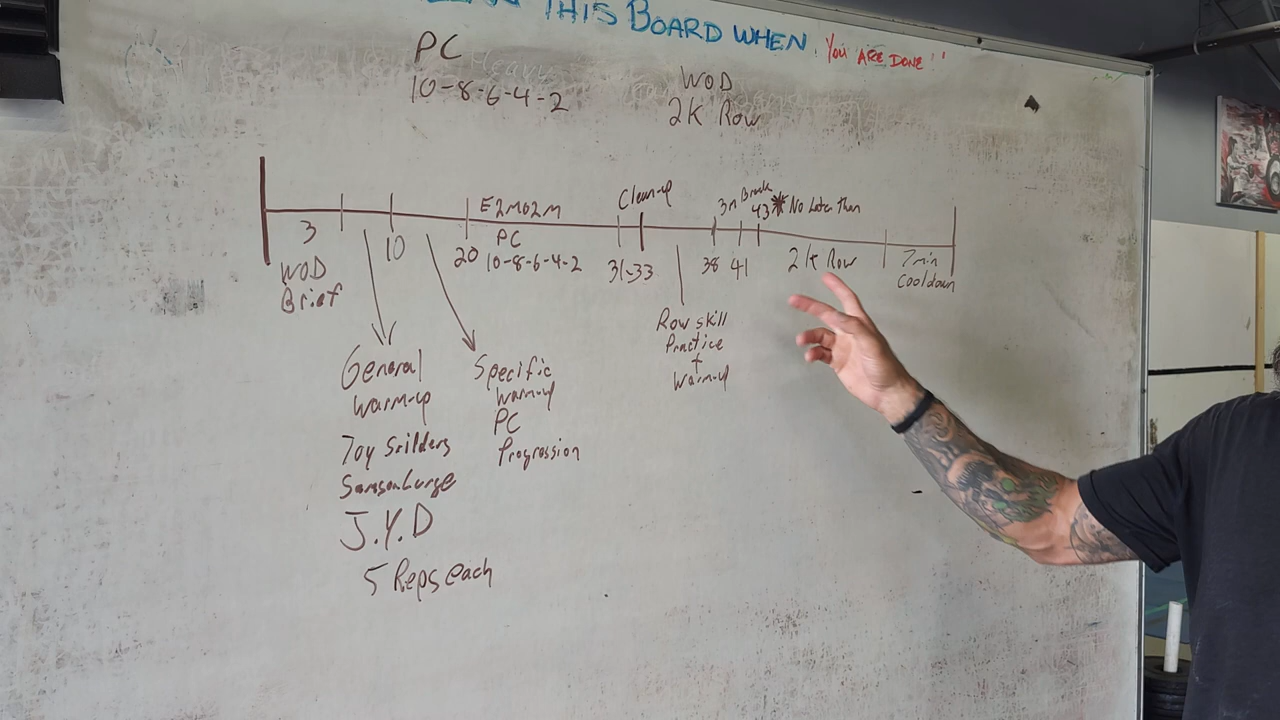 THIS BOARD WHEN YOU ARE DONE!!
PC
Heavy
10-8-6-4-2
WOD
2K Row
3
WOD
Brief
10
20
E2MO2M
PC
10-8-6-4-2
Clean-up
31-33
38
3m Break
41
43* No Later Than
2K Row
7min
Cooldown
General
Warm-up
Toy Soilders
Samson Lunge
J.Y.D
5 Reps each
Specific
Warm-up
PC
Progression
Row skill
Practice
+
Warm-up